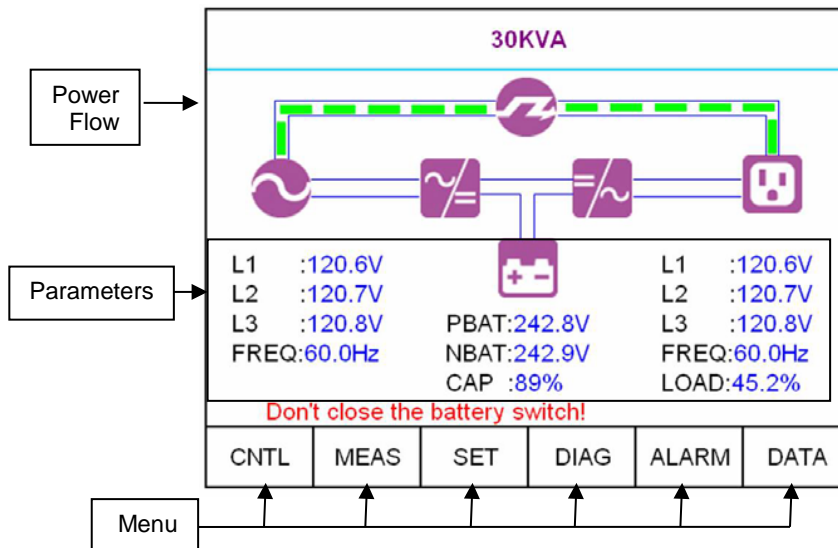 30KVA
Power
Flow
Parameters
L1 :120.6V
L2 :120.7V
L3 :120.8V
FREQ:60.0Hz
PBAT:242.8V
NBAT:242.9V
CAP :89%
L1 :120.6V
L2 :120.7V
L3 :120.8V
FREQ:60.0Hz
LOAD:45.2%
Don't close the battery switch!
CNTL MEAS SET DIAG ALARM DATA
Menu